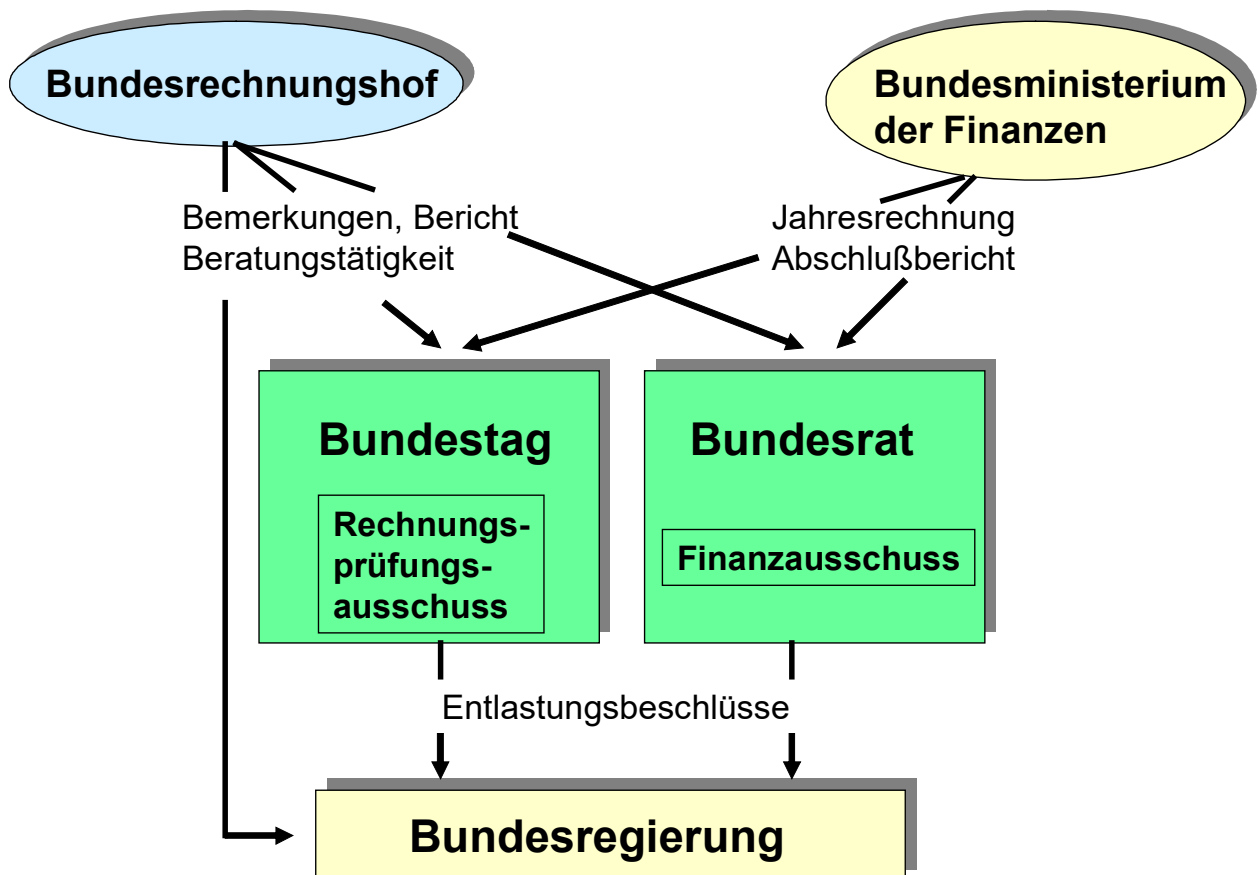 Bundesrechnungshof
Bundesministerium
der Finanzen
Bemerkungen, Bericht
Beratungstätigkeit
Jahresrechnung
Abschlußbericht
Bundestag
Rechnungs-
prüfungs-
ausschuss
Bundesrat
Finanzausschuss
Entlastungsbeschlüsse
Bundesregierung